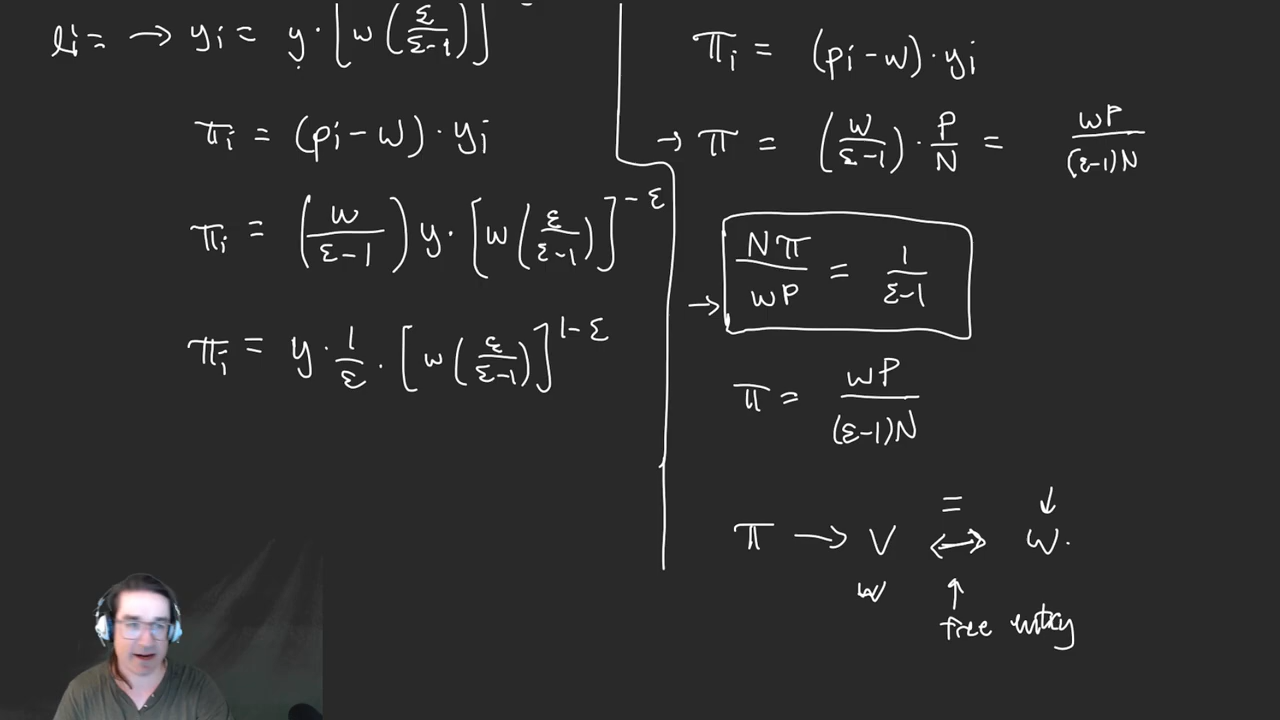 li = → yi = y · [w (ε/ε-1)]
πi = (pi - w) · yi
πi = (w/ε-1) y · [w (ε/ε-1)]^-ε
πi = y · 1/ε · [w (ε/ε-1)]^1-ε
πi = (pi - w) · yi
→ π = (w/ε-1) · P/N = wP/(ε-1)N
→ Nπ/wP = 1/ε-1
π = wP/(ε-1)N
= ↓
π → V ↔ w.
w ↑
free entry